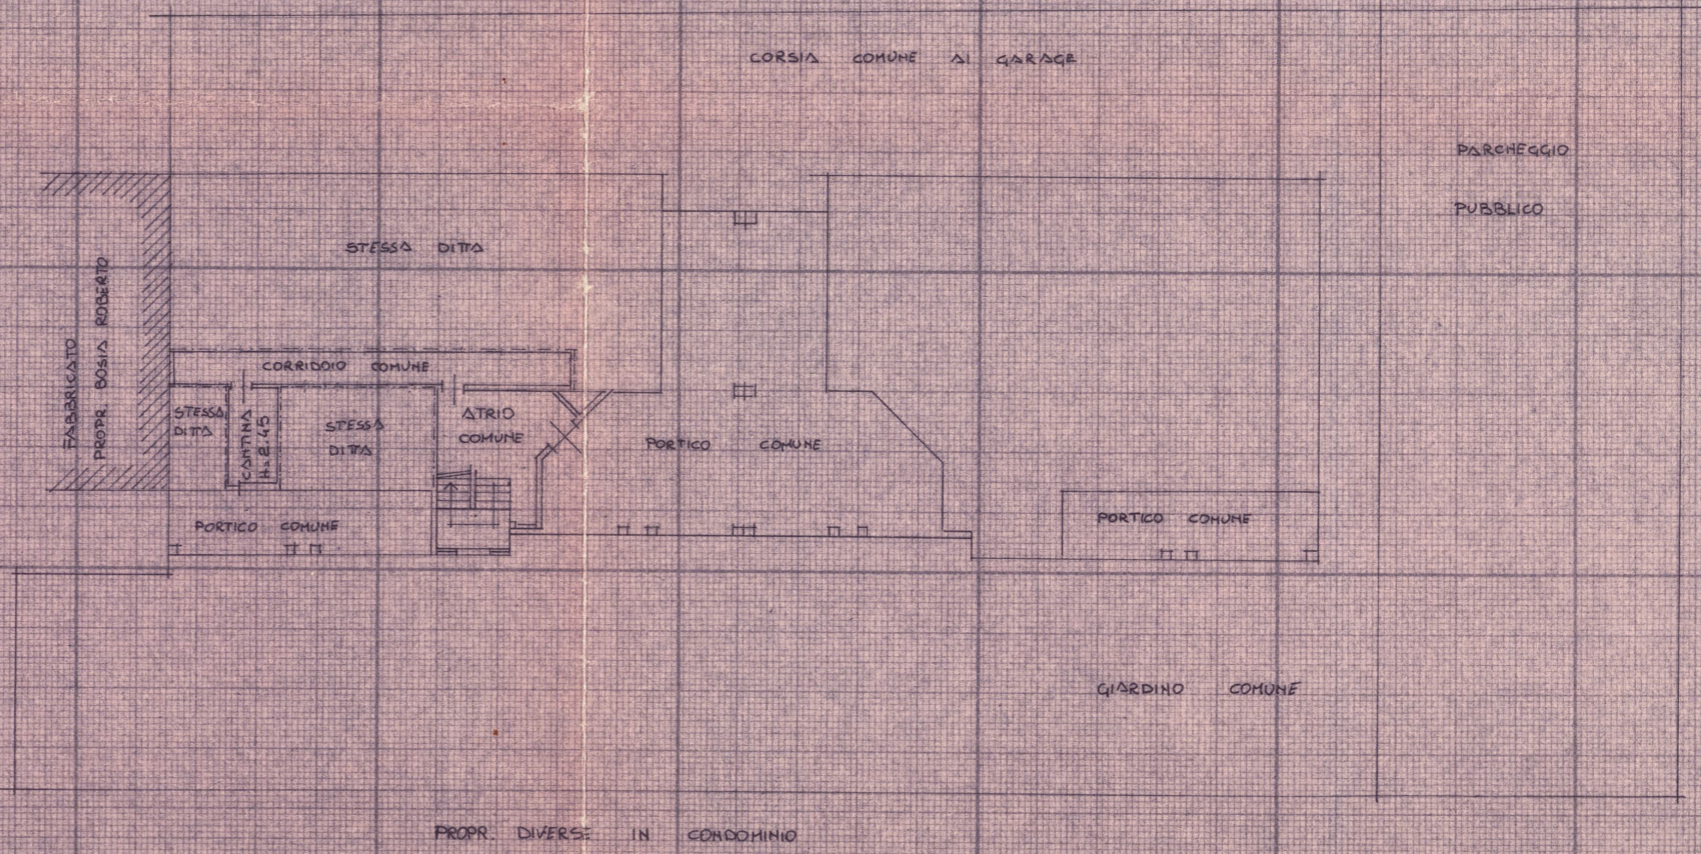 CORSIA COMUNE AI GARAGE
PARCHEGGIO
PUBBLICO
STESSA DITTA
FABBRICATO
PROPR. BOSIA ROBERTO
CORRIDOIO COMUNE
STESSA
DITTA
CANTINA
H=2.45
STESSA
DITTA
ATRIO
COMUNE
PORTICO COMUNE
PORTICO COMUNE
PORTICO COMUNE
GIARDINO COMUNE
PROPR. DIVERSE IN CONDOMINIO